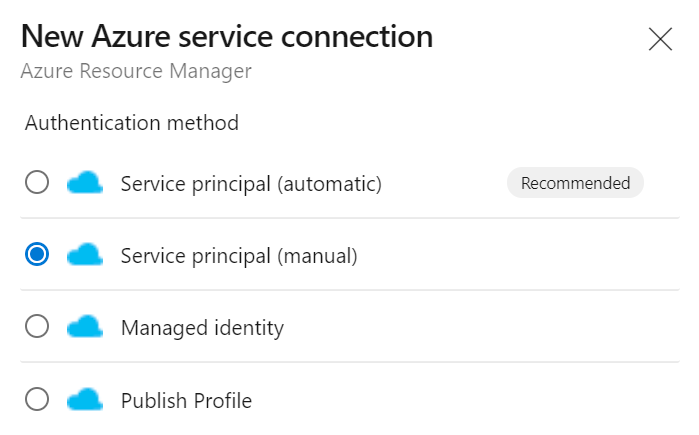 New Azure service connection
Azure Resource Manager
Authentication method
Service principal (automatic) Recommended
Service principal (manual)
Managed identity
Publish Profile